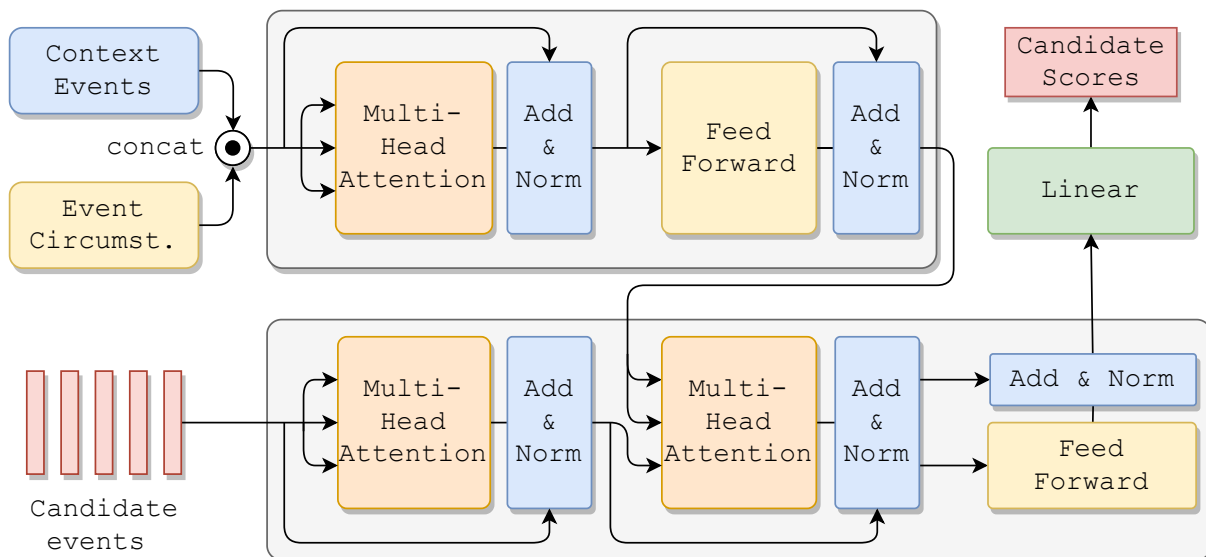 Context
Events
concat
Event
Circumst.
Multi-
Head
Attention
Add
&
Norm
Feed
Forward
Add
&
Norm
Candidate
Scores
Linear
Candidate
events
Multi-
Head
Attention
Add
&
Norm
Multi-
Head
Attention
Add
&
Norm
Add & Norm
Feed
Forward